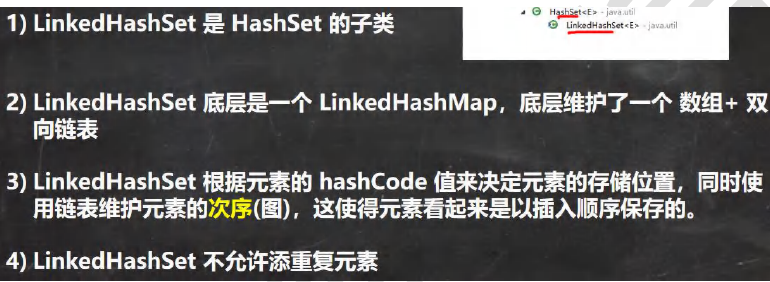 1) LinkedHashSet 是 HashSet 的子类
HashSet<E> - java.util
LinkedHashSet<E> - java.util
2) LinkedHashSet 底层是一个 LinkedHashMap，底层维护了一个 数组+ 双
向链表
3) LinkedHashSet 根据元素的 hashCode 值来决定元素的存储位置，同时使
用链表维护元素的次序(图)，这使得元素看起来是以插入顺序保存的。
4) LinkedHashSet 不允许添重复元素